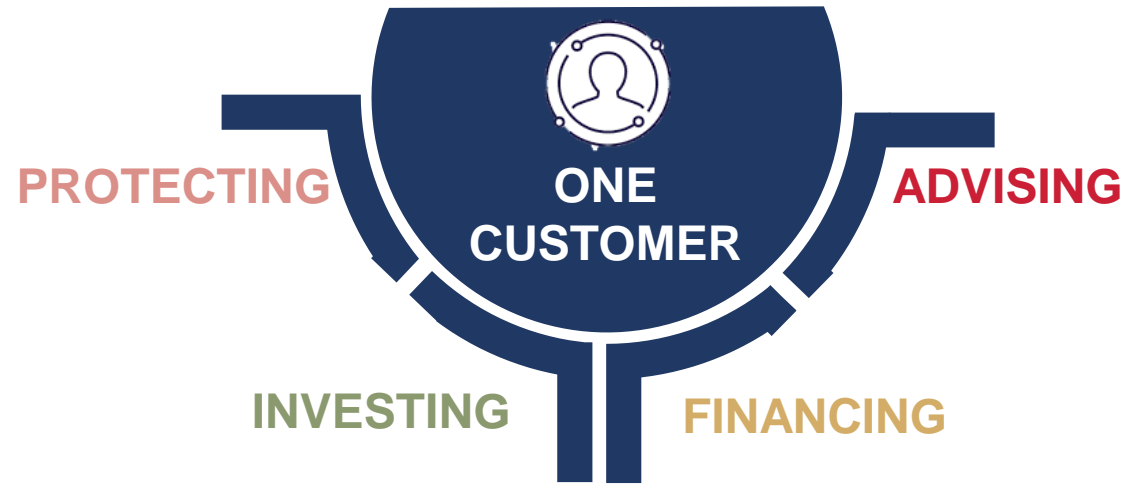 ONE
CUSTOMER
PROTECTING
ADVISING
INVESTING
FINANCING